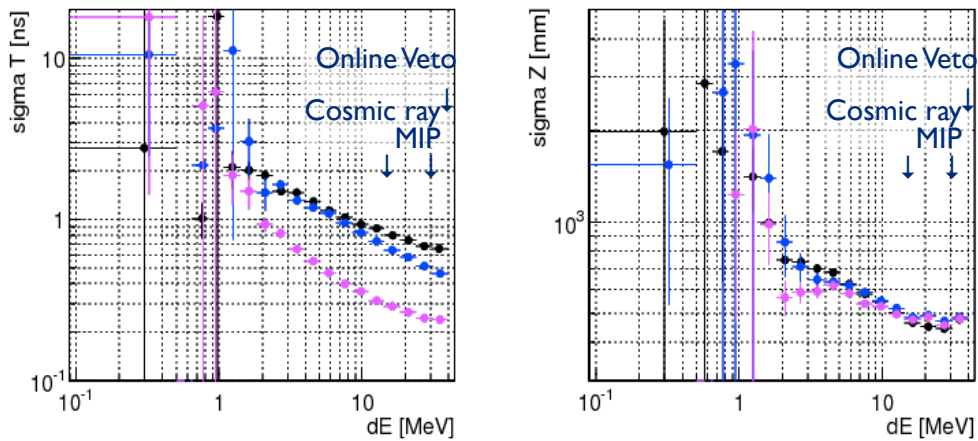 sigma T [ns]
10
1
10-1
10-1
1
10
dE [MeV]
Online Veto
Cosmic ray
MIP
sigma Z [mm]
10³
10-1
1
10
dE [MeV]
Online Veto
Cosmic ray
MIP